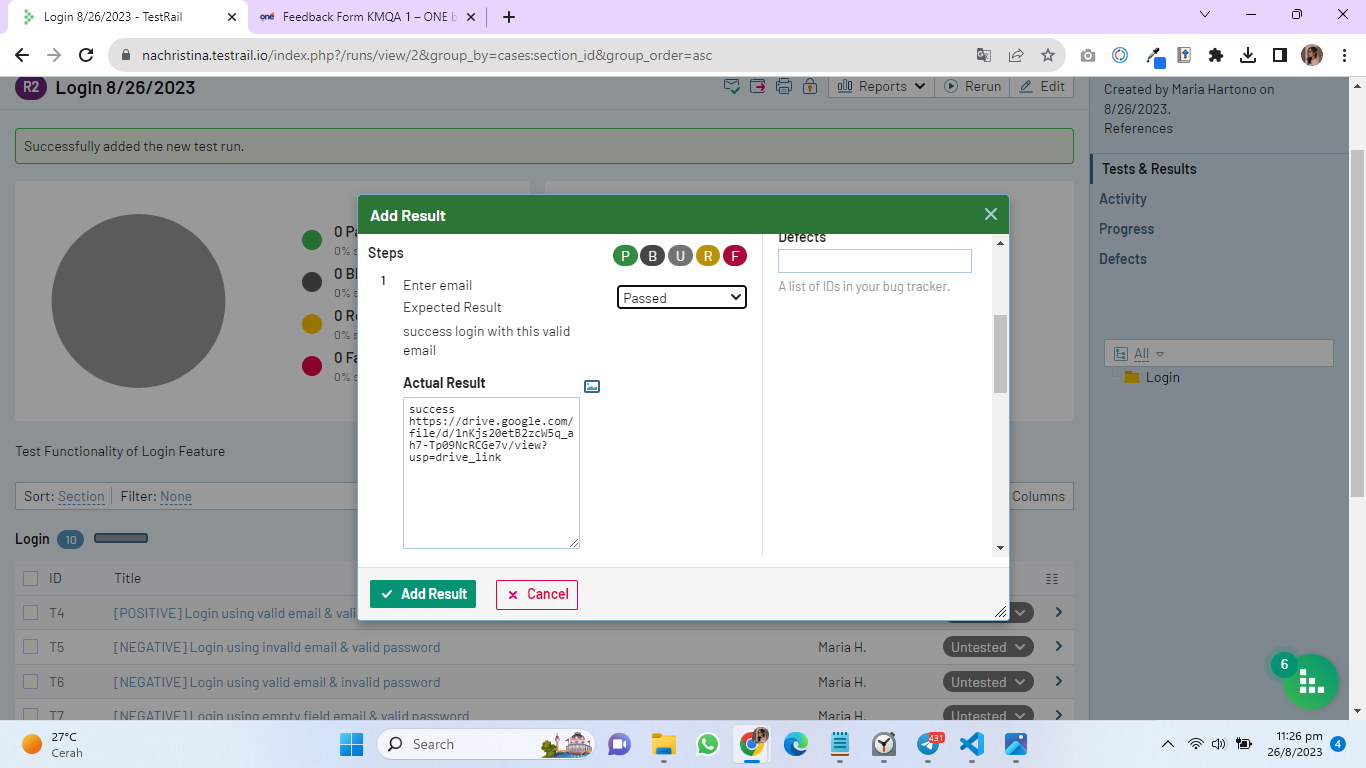 Login 8/26/2023 - TestRail
one Feedback Form KMQA 1 – ONE b
nachristina.testrail.io/index.php?/runs/view/2&group_by=cases:section_id&group_order=asc
R2 Login 8/26/2023
Reports Rerun Edit
Created by Maria Hartono on
8/26/2023.
References
Successfully added the new test run.
Tests & Results
Activity
Progress
Defects
All
Login
0 Pa
0% s
0 Bl
0% s
0 R
0% s
0 Fa
0% s
Add Result
Steps
P B U R F
1 Enter email
Passed
Expected Result
success login with this valid
email
Actual Result
success
https://drive.google.com/
file/d/1nKjs20etB2zcW5q_a
h7-Tp09NcRCGe7v/view?
usp=drive_link
Defects
A list of IDs in your bug tracker.
Add Result Cancel
Test Functionality of Login Feature
Sort: Section Filter: None
Columns
Login 10
ID Title
T4 [POSITIVE] Login using valid email & vali
T5 [NEGATIVE] Login using invalid email & valid password Maria H. Untested
T6 [NEGATIVE] Login using valid email & invalid password Maria H. Untested
T7 [NEGATIVE] Login using empty field email & valid password Maria H. Untested
6
27°C
Cerah
Search
431
11:26 pm
26/8/2023
4